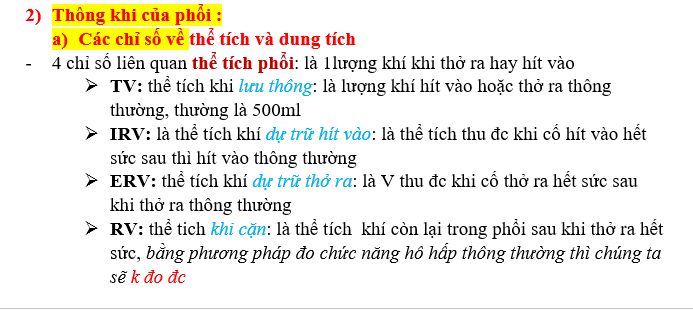 2) Thông khí của phổi :
a) Các chỉ số về thể tích và dung tích
- 4 chỉ số liên quan thể tích phổi: là 1lượng khí khi thở ra hay hít vào
➢ TV: thể tích khi lưu thông: là lượng khí hít vào hoặc thở ra thông
thường, thường là 500ml
➢ IRV: là thể tích khí dự trữ hít vào: là thể tích thu đc khi cố hít vào hết
sức sau thì hít vào thông thường
➢ ERV: thể tích khí dự trữ thở ra: là V thu đc khi cố thở ra hết sức sau
khi thở ra thông thường
➢ RV: thể tich khi cặn: là thể tích khí còn lại trong phổi sau khi thở ra hết
sức, bằng phương pháp đo chức năng hô hấp thông thường thì chúng ta
sẽ k đo đc